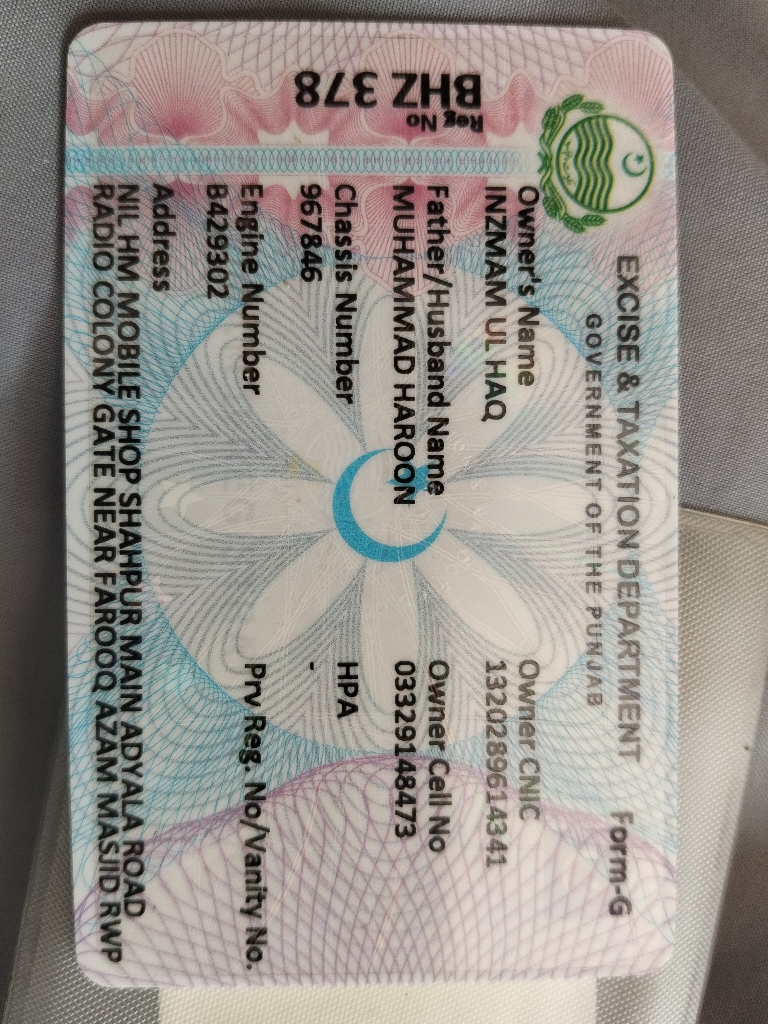 EXCISE & TAXATION DEPARTMENT Form-G
GOVERNMENT OF THE PUNJAB
Reg No
BHZ 378
Owner's Name Owner CNIC
INZMAM UL HAQ 1320289614341
Father/Husband Name Owner Cell No
MUHAMMAD HAROON 03329148473
Chassis Number HPA
967846 -
Engine Number Prv Reg. No/Vanity No.
B429302
Address
NIL HM MOBILE SHOP SHAHPUR MAIN ADYALA ROAD
RADIO COLONY GATE NEAR FAROOQ AZAM MASJID RWP